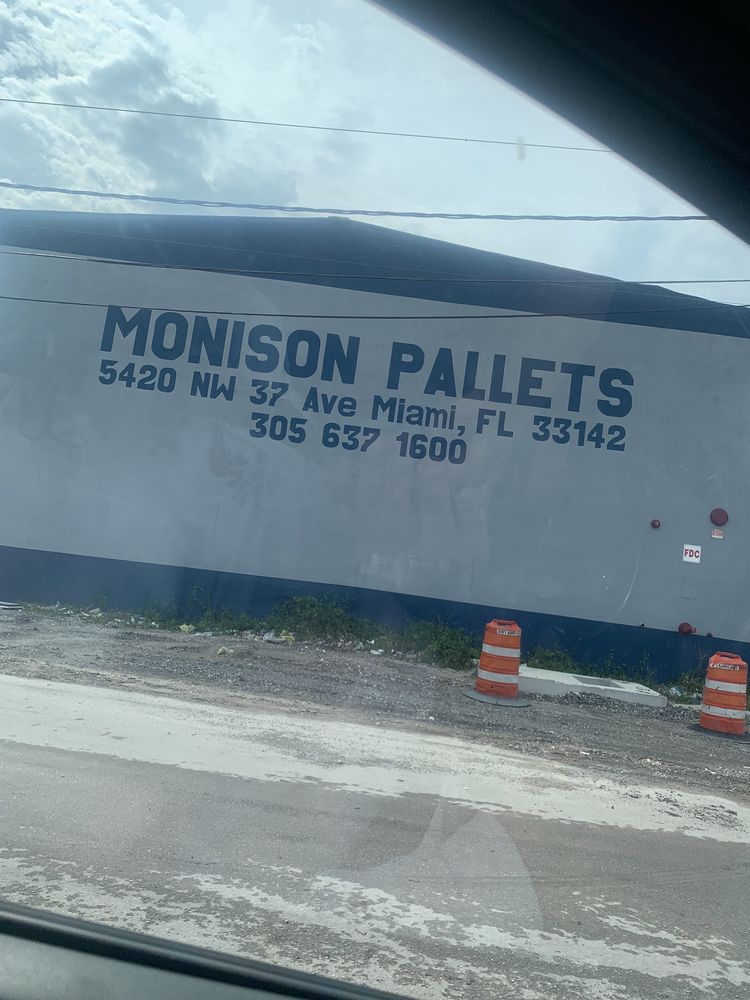 MONISON PALLETS
5420 NW 37 Ave Miami, FL 33142
305 637 1600
FDC